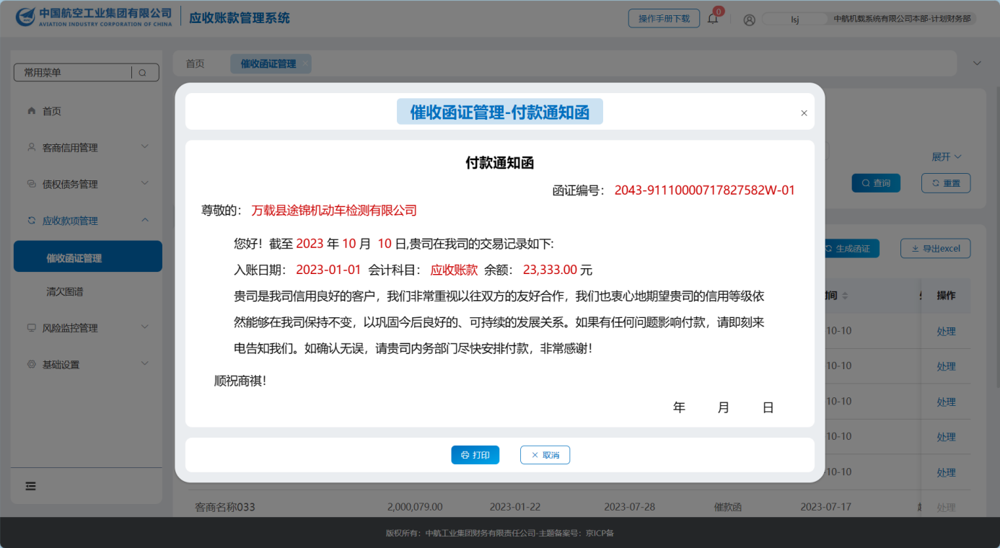 中国航空工业集团有限公司
AVIATION INDUSTRY CORPORATION OF CHINA
应收账款管理系统
操作手册下载
0
lsj
中航机载系统有限公司本部-计划财务部
常用菜单
首页
客商信用管理
债权债务管理
应收款项管理
催收函证管理
清欠图谱
风险监控管理
基础设置
首页
催收函证管理
展开
查询
重置
生成函证
导出excel
间
操作
10-10
处理
10-10
处理
10-10
处理
10-10
处理
10-10
处理
客商名称033 2,000,079.00 2023-01-22 2023-07-28 催款函 2023-07-17 处理
催收函证管理-付款通知函
付款通知函
函证编号： 2043-91110000717827582W-01
尊敬的： 万载县途锦机动车检测有限公司
您好！截至 2023 年 10 月 10 日,贵司在我司的交易记录如下:
入账日期： 2023-01-01 会计科目： 应收账款 余额： 23,333.00 元
贵司是我司信用良好的客户，我们非常重视以往双方的友好合作，我们也衷心地期望贵司的信用等级依
然能够在我司保持不变，以巩固今后良好的、可持续的发展关系。如果有任何问题影响付款，请即刻来
电告知我们。如确认无误，请贵司内务部门尽快安排付款，非常感谢！
顺祝商祺！
年 月 日
打印
取消
版权所有：中航工业集团财务有限责任公司-主题备案号：京ICP备